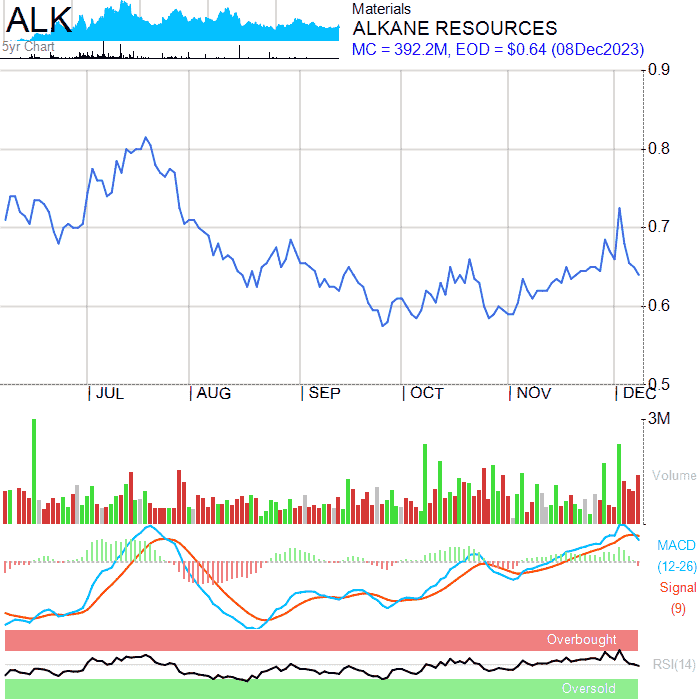 ALK
5yr Chart
Materials
ALKANE RESOURCES
MC = 392.2M, EOD = $0.64 (08Dec2023)
0.9
0.8
0.7
0.6
0.5
JUL AUG SEP OCT NOV DEC
3M
Volume
MACD
(12-26)
Signal
(9)
Overbought
RSI(14)
Oversold